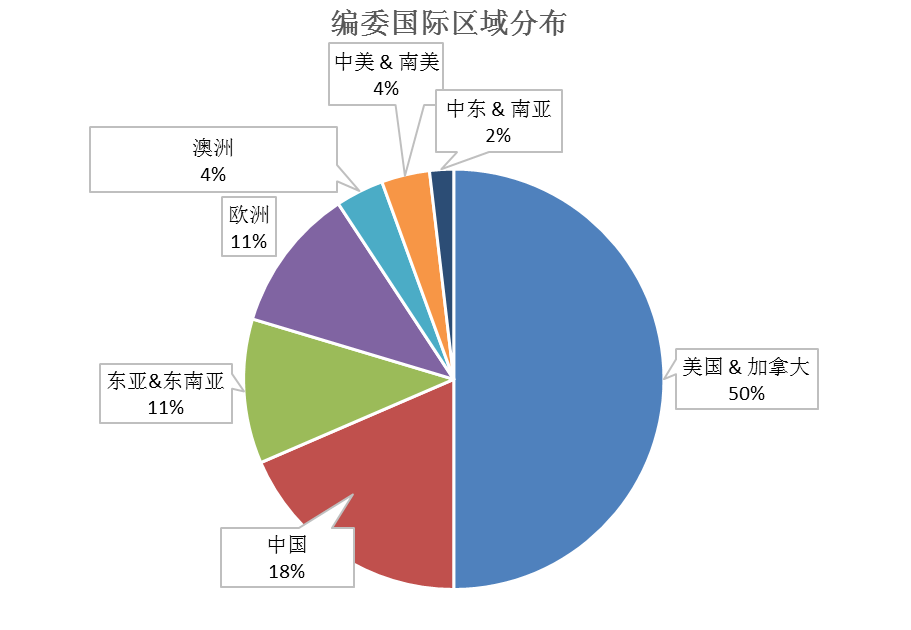 编委国际区域分布
中美 & 南美
4%
中东 & 南亚
2%
澳洲
4%
欧洲
11%
东亚&东南亚
11%
美国 & 加拿大
50%
中国
18%